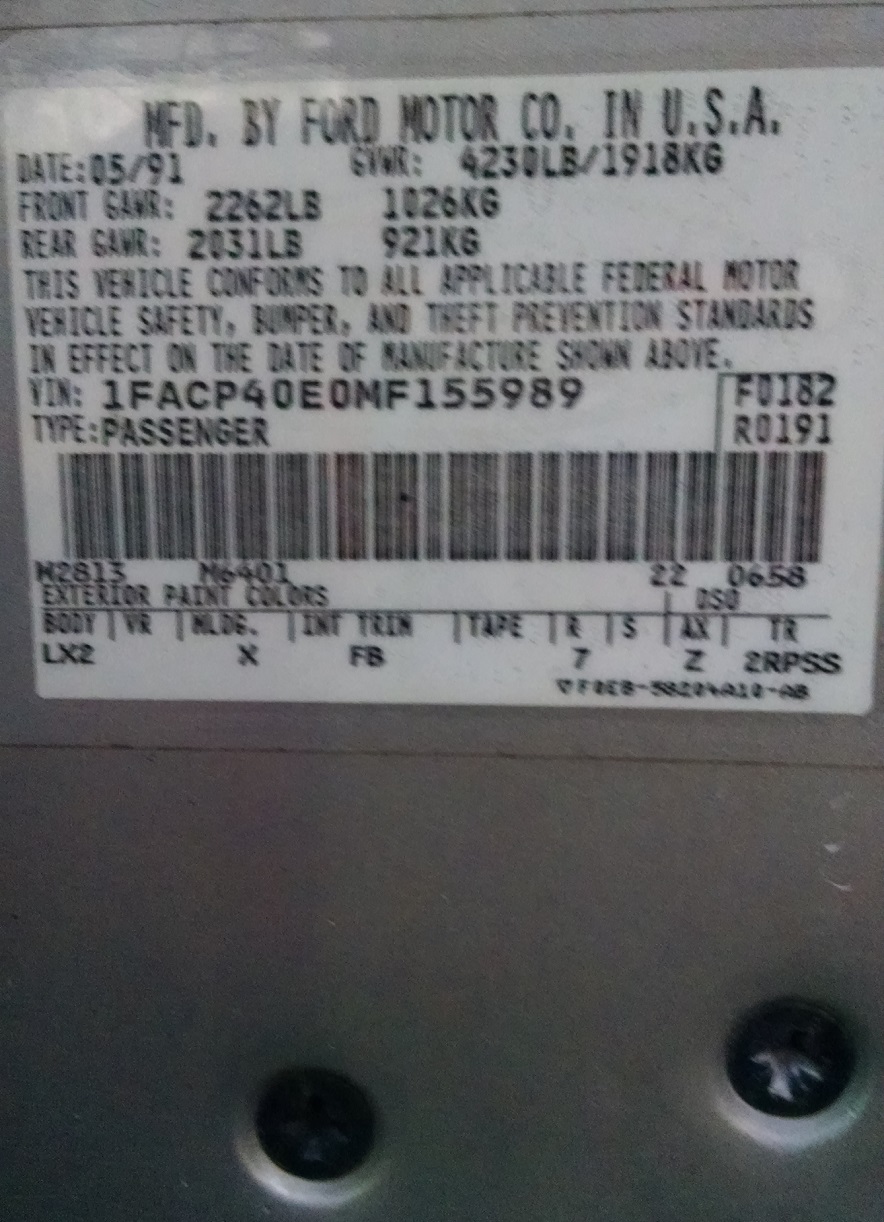 MFD. BY FORD MOTOR CO. IN U.S.A.
DATE:05/91 GVWR: 4230LB/1918KG
FRONT GAWR: 2262LB 1026KG
REAR GAWR: 2031LB 921KG
THIS VEHICLE CONFORMS TO ALL APPLICABLE FEDERAL MOTOR
VEHICLE SAFETY, BUMPER, AND THEFT PREVENTION STANDARDS
IN EFFECT ON THE DATE OF MANUFACTURE SHOWN ABOVE.
VIN: 1FACP40E0MF155989 F0182
TYPE:PASSENGER R0191
M2813 M6401 22 0658
EXTERIOR PAINT COLORS DSO
BODY VR MLDG. INT TRIM TAPE R S AX TR
LX2 X FB 7 Z 2RPSS
▽F0EB-58204A10-AB